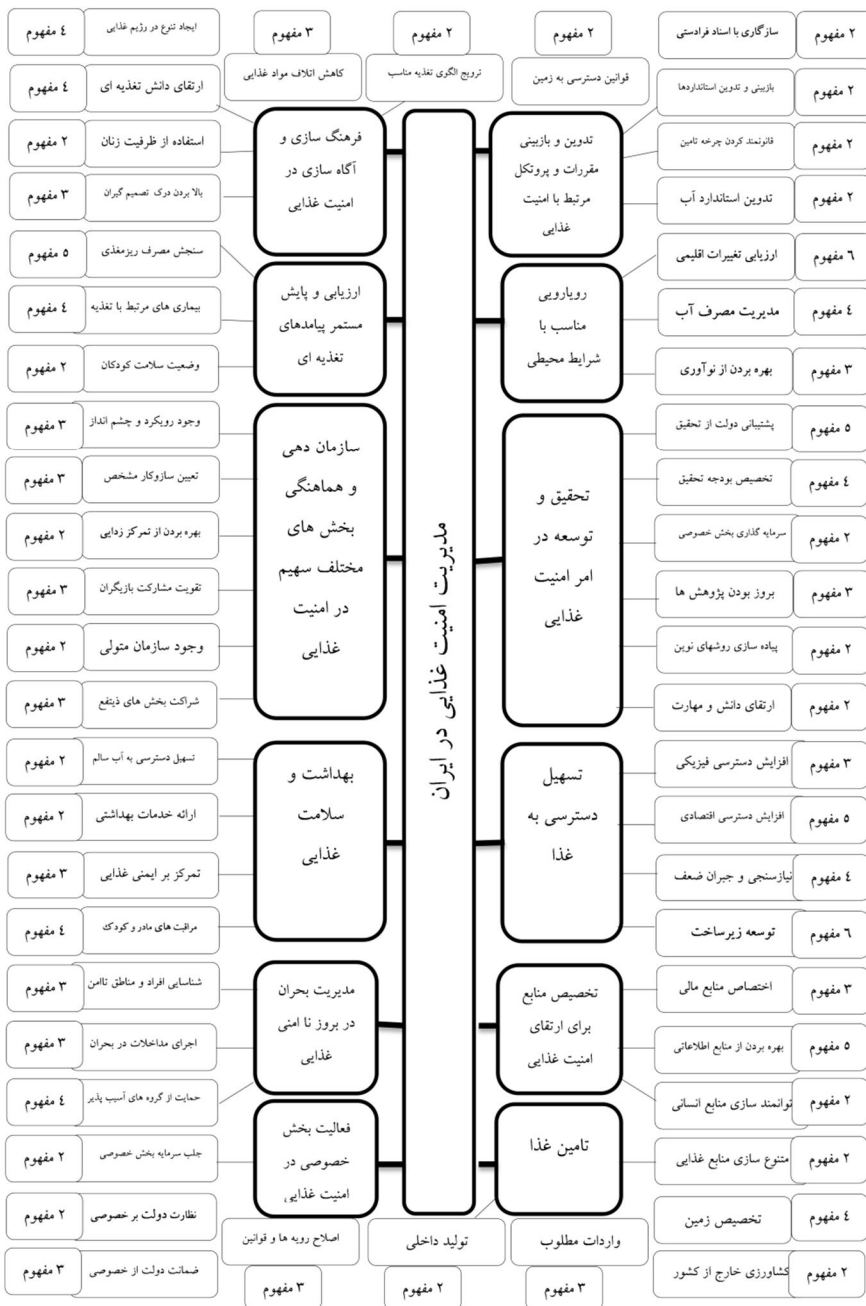 ۲ مفهوم
سازگاری با اسناد فرادستی
۲ مفهوم
قوانین دسترسی به زمین
۲ مفهوم
ترویج الگوی تغذیه مناسب
۳ مفهوم
کاهش اتلاف مواد غذایی
ایجاد تنوع در رژیم غذایی
٤ مفهوم
۲ مفهوم
بازبینی و تدوین استانداردها
۲ مفهوم
قانونمند کردن چرخه تامین
۲ مفهوم
تدوین استاندارد آب
تدوین و بازبینی
مقررات و پروتکل
مرتبط با امنیت
غذایی
٦ مفهوم
ارزیابی تغییرات اقلیمی
٤ مفهوم
مدیریت مصرف آب
۳ مفهوم
بهره بردن از نوآوری
رویارویی
مناسب با
شرایط محیطی
٥ مفهوم
پشتیبانی دولت از تحقیق
٤ مفهوم
تخصیص بودجه تحقیق
۲ مفهوم
سرمایه گذاری بخش خصوصی
۳ مفهوم
بروز بودن پژوهش ها
۲ مفهوم
پیاده سازی روشهای نوین
۲ مفهوم
ارتقای دانش و مهارت
تحقیق و
توسعه در
امر امنیت
غذایی
۳ مفهوم
افزایش دسترسی فیزیکی
٥ مفهوم
افزایش دسترسی اقتصادی
٤ مفهوم
نیازسنجی و جبران ضعف
٦ مفهوم
توسعه زیرساخت
تسهیل
دسترسی به
غذا
۳ مفهوم
اختصاص منابع مالی
٥ مفهوم
بهره بردن از منابع اطلاعاتی
۲ مفهوم
توانمند سازی منابع انسانی
تخصیص منابع
برای ارتقای
امنیت غذایی
۲ مفهوم
متنوع سازی منابع غذایی
٤ مفهوم
تخصیص زمین
۲ مفهوم
کشاورزی خارج از کشور
تامین غذا
واردات مطلوب
۳ مفهوم
تولید داخلی
۲ مفهوم
مدیریت امنیت غذایی در ایران
فرهنگ سازی و
آگاه سازی در
امنیت غذایی
ارتقای دانش تغذیه ای
٤ مفهوم
استفاده از ظرفیت زنان
۲ مفهوم
بالا بردن درک تصمیم گیران
۳ مفهوم
ارزیابی و پایش
مستمر پیامدهای
تغذیه ای
سنجش مصرف ریزمغذی
٥ مفهوم
بیماری های مرتبط با تغذیه
٤ مفهوم
وضعیت سلامت کودکان
۲ مفهوم
سازمان دهی
و هماهنگی
بخش های
مختلف سهیم
در امنیت
غذایی
وجود رویکرد و چشم انداز
۳ مفهوم
تعیین سازوکار مشخص
۳ مفهوم
بهره بردن از تمرکز زدایی
۲ مفهوم
تقویت مشارکت بازیگران
۳ مفهوم
وجود سازمان متولی
۲ مفهوم
شراکت بخش های ذینفع
۳ مفهوم
بهداشت و
سلامت
غذایی
تسهیل دسترسی به آب سالم
۲ مفهوم
ارائه خدمات بهداشتی
۲ مفهوم
تمرکز بر ایمنی غذایی
۳ مفهوم
مراقبت های مادر و کودک
٤ مفهوم
مدیریت بحران
در بروز نا امنی
غذایی
شناسایی افراد و مناطق ناامن
۳ مفهوم
اجرای مداخلات در بحران
۳ مفهوم
حمایت از گروه های آسیب پذیر
٤ مفهوم
فعالیت بخش
خصوصی در
امنیت غذایی
جلب سرمایه بخش خصوصی
۲ مفهوم
نظارت دولت بر خصوصی
۲ مفهوم
ضمانت دولت از خصوصی
۳ مفهوم
اصلاح رویه ها و قوانین
۳ مفهوم